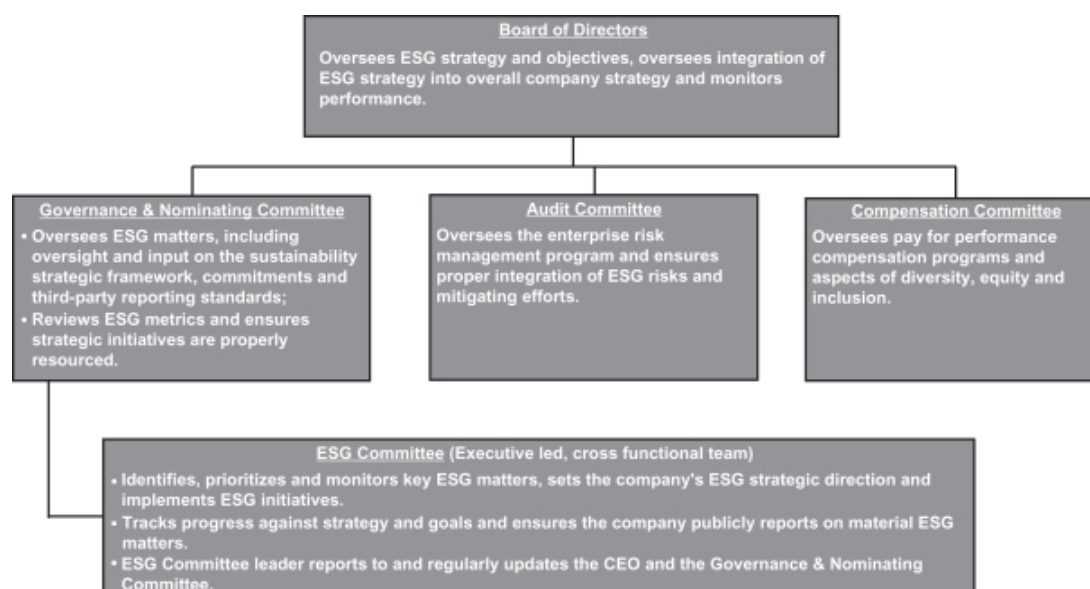 Board of Directors
Oversees ESG strategy and objectives, oversees integration of
ESG strategy into overall company strategy and monitors
performance.
Governance & Nominating Committee
• Oversees ESG matters, including
oversight and input on the sustainability
strategic framework, commitments and
third-party reporting standards;
• Reviews ESG metrics and ensures
strategic initiatives are properly
resourced.
Audit Committee
Oversees the enterprise risk
management program and ensures
proper integration of ESG risks and
mitigating efforts.
Compensation Committee
Oversees pay for performance
compensation programs and
aspects of diversity, equity and
inclusion.
ESG Committee (Executive led, cross functional team)
• Identifies, prioritizes and monitors key ESG matters, sets the company's ESG strategic direction and
implements ESG initiatives.
• Tracks progress against strategy and goals and ensures the company publicly reports on material ESG
matters.
• ESG Committee leader reports to and regularly updates the CEO and the Governance & Nominating
Committee.